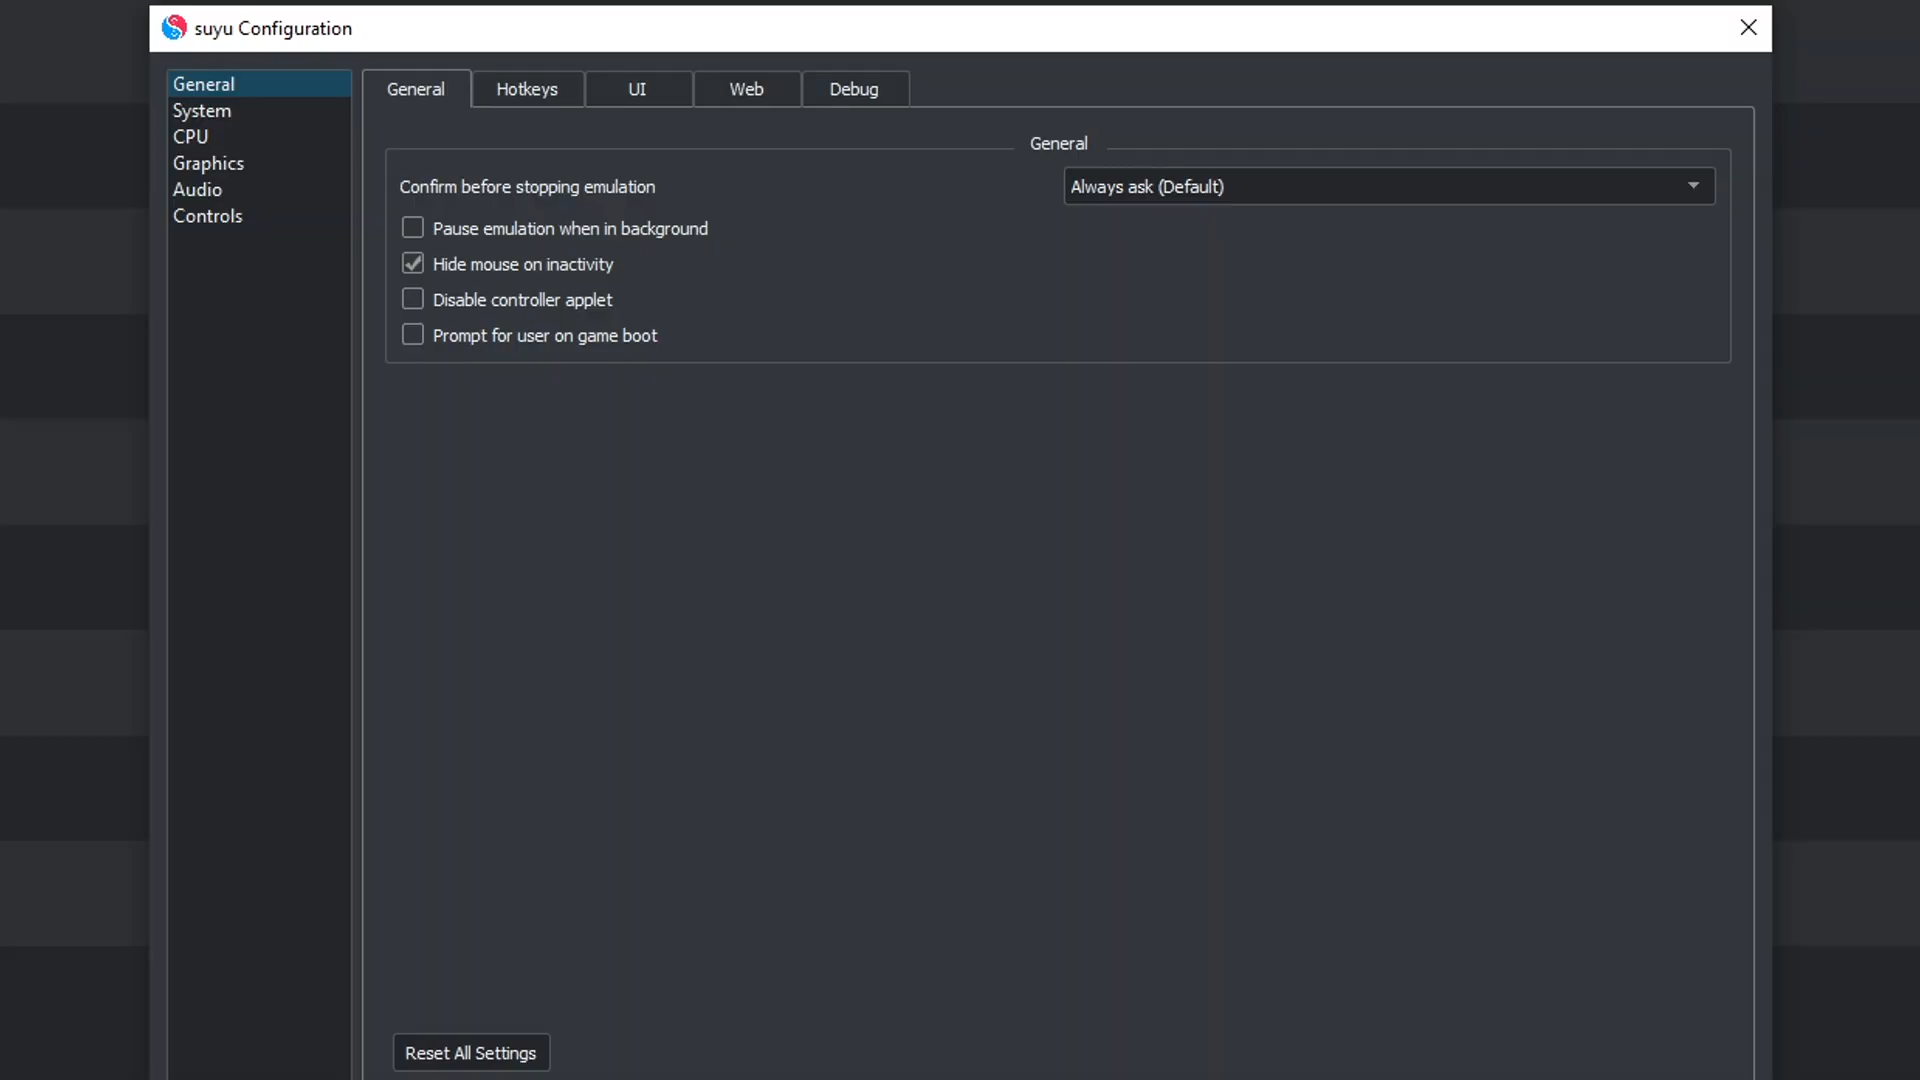 suyu Configuration
General
System
CPU
Graphics
Audio
Controls
General
Hotkeys
UI
Web
Debug
General
Confirm before stopping emulation
Always ask (Default)
Pause emulation when in background
Hide mouse on inactivity
Disable controller applet
Prompt for user on game boot
Reset All Settings